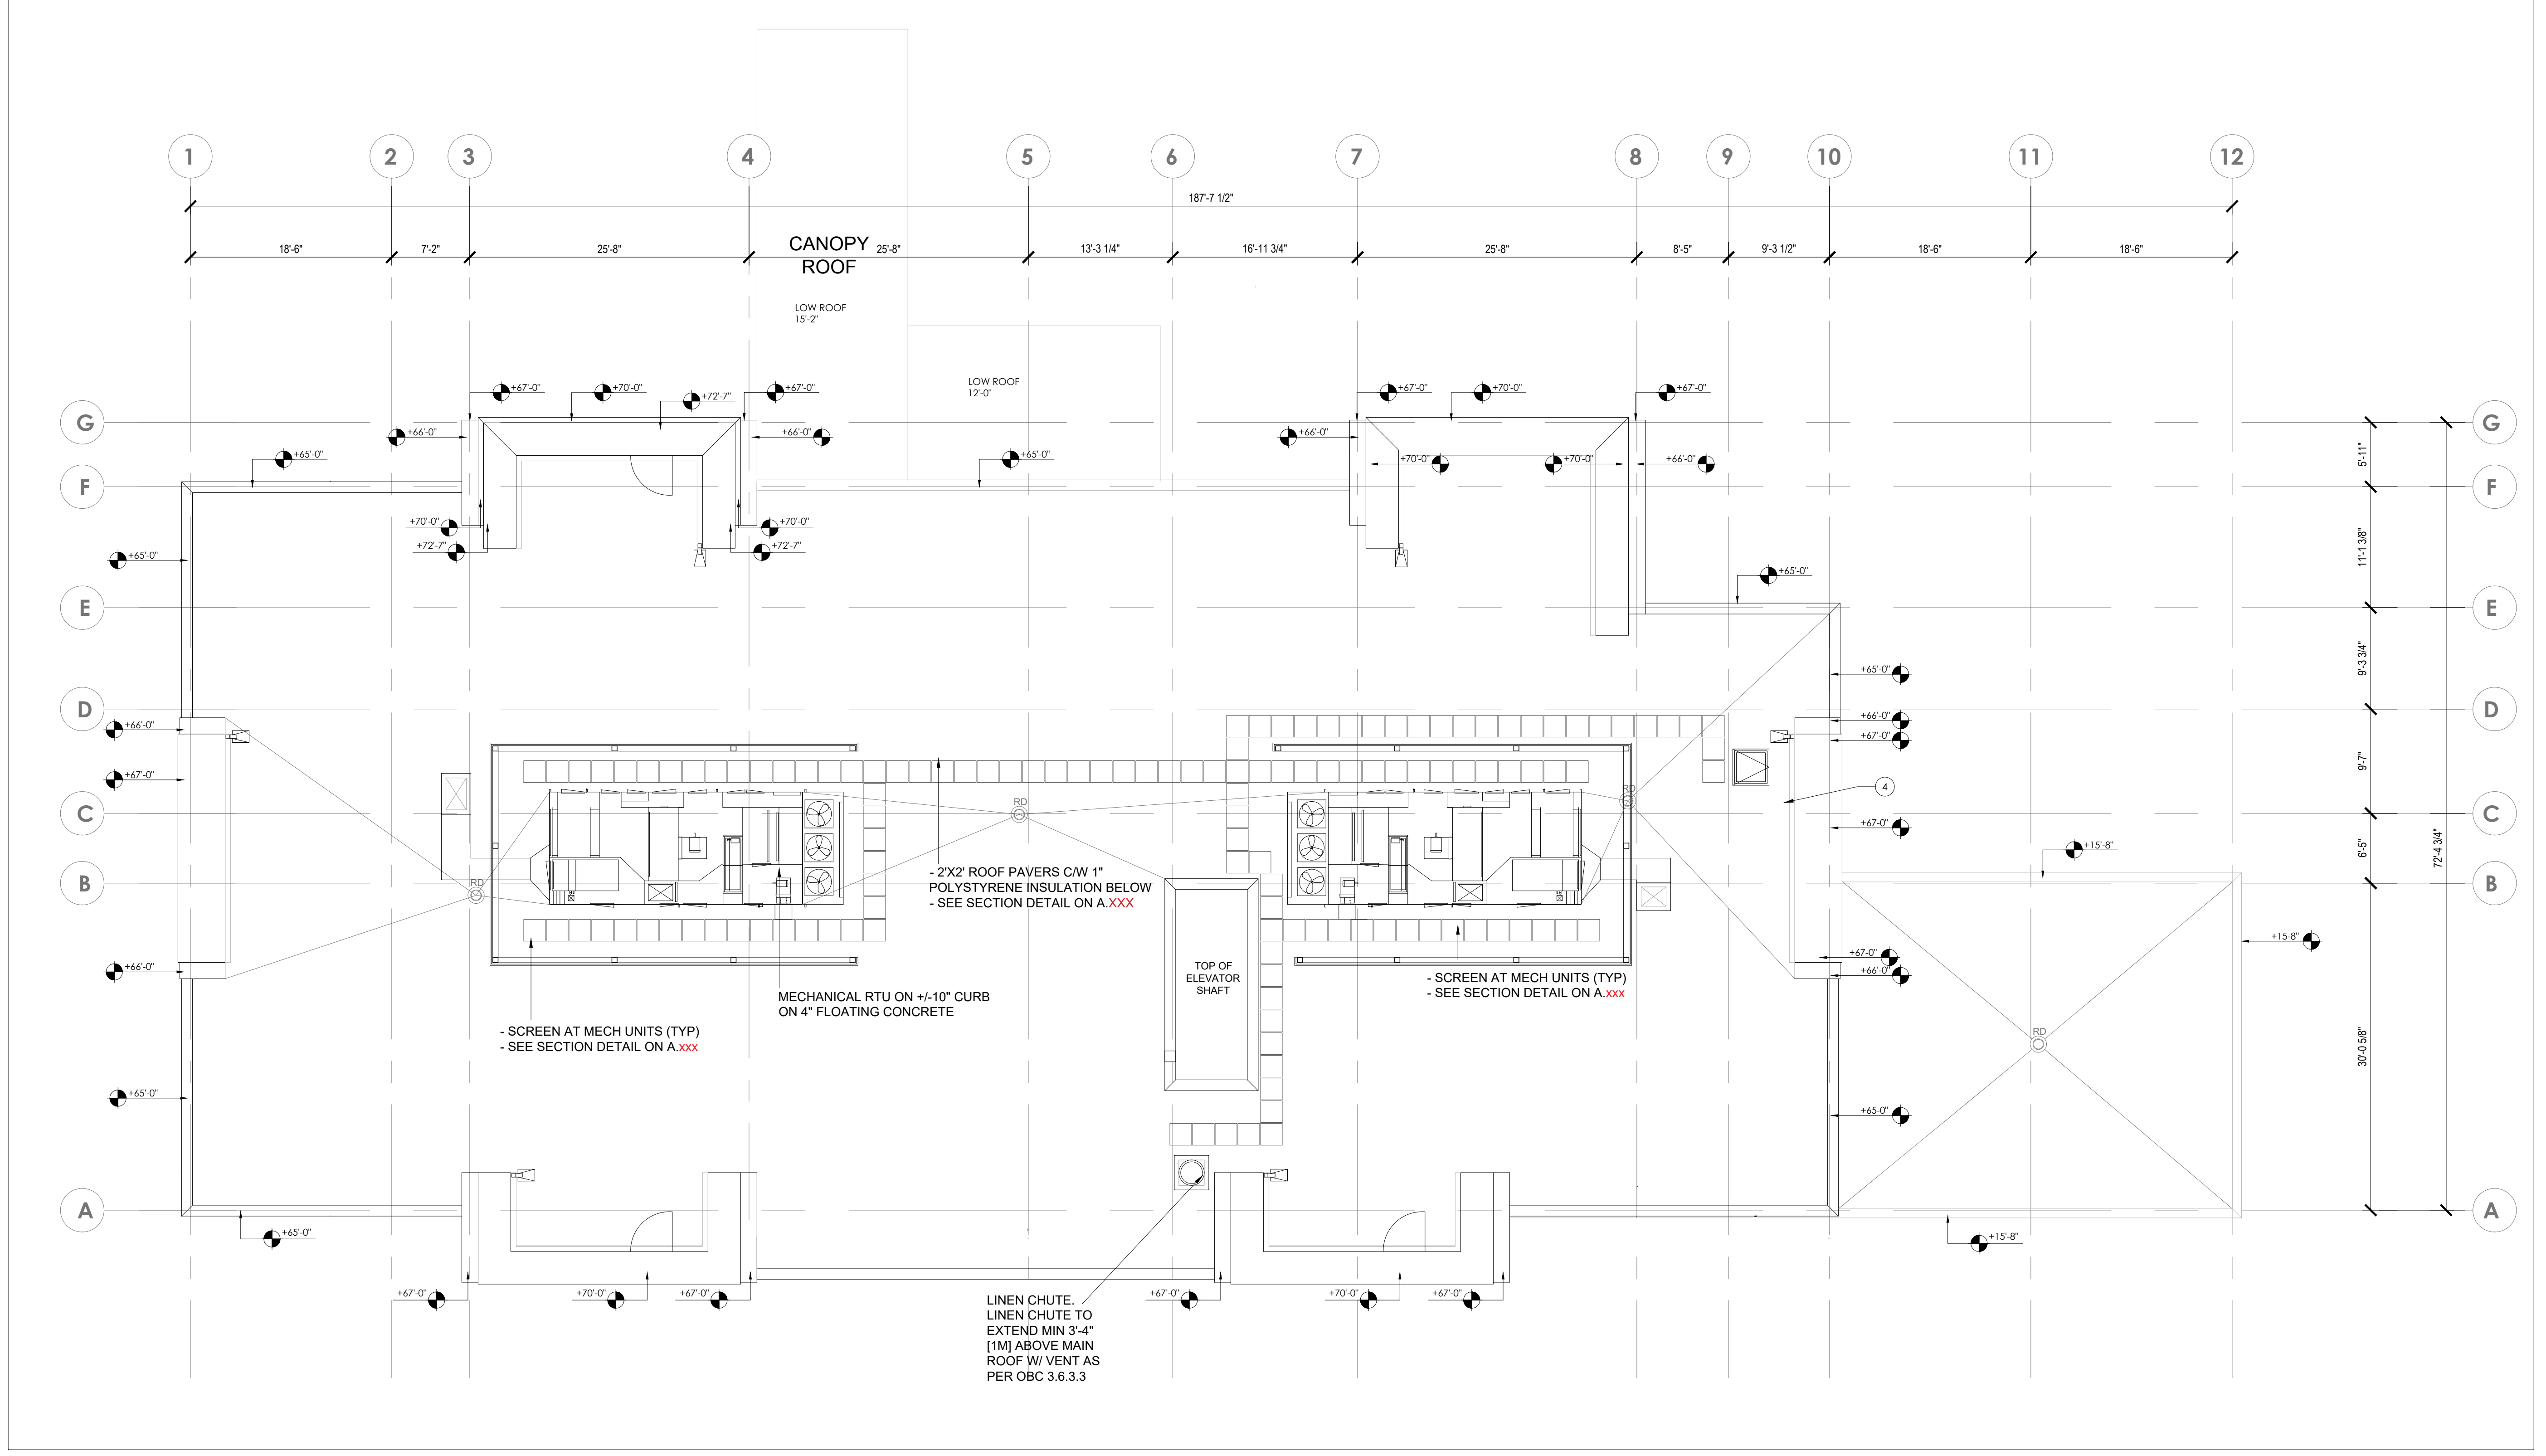 1 2 3 4 5 6 7 8 9 10 11 12
187'-7 1/2"
18'-6" 7'-2" 25'-8" 25'-8" 13'-3 1/4" 16'-11 3/4" 25'-8" 8'-5" 9'-3 1/2" 18'-6" 18'-6"
CANOPY
ROOF
LOW ROOF
15'-2"
LOW ROOF
12'-0"
+67'-0" +70'-0" +72'-7" +67'-0" +67'-0" +70'-0" +67'-0"
G G
+66'-0" +66'-0" +66'-0"
+65'-0" +65'-0" +70'-0" +70'-0" +66'-0"
5'-11"
F F
+70'-0" +70'-0"
+72'-7" +72'-7"
11'-1 3/8"
+65'-0" +65'-0"
E E
9'-3 3/4"
+65'-0"
D D
+66'-0" +66'-0"
+67'-0"
+67'-0"
9'-7"
4
RD RD
C C
+67-0"
6'-5"
72'-4 3/4"
+15'-8"
B RD B
- 2'X2' ROOF PAVERS C/W 1"
POLYSTYRENE INSULATION BELOW
- SEE SECTION DETAIL ON A.XXX
+15-8"
+67-0"
+66'-0" +66'-0"
TOP OF
ELEVATOR
SHAFT
- SCREEN AT MECH UNITS (TYP)
- SEE SECTION DETAIL ON A.xxx
MECHANICAL RTU ON +/-10" CURB
ON 4" FLOATING CONCRETE
- SCREEN AT MECH UNITS (TYP)
- SEE SECTION DETAIL ON A.xxx
RD
30'-0 5/8"
+65'-0" +65-0"
A A
+65'-0" +15'-8"
+67'-0" +70'-0" +67'-0" +67'-0" +70'-0" +67'-0"
LINEN CHUTE.
LINEN CHUTE TO
EXTEND MIN 3'-4"
[1M] ABOVE MAIN
ROOF W/ VENT AS
PER OBC 3.6.3.3